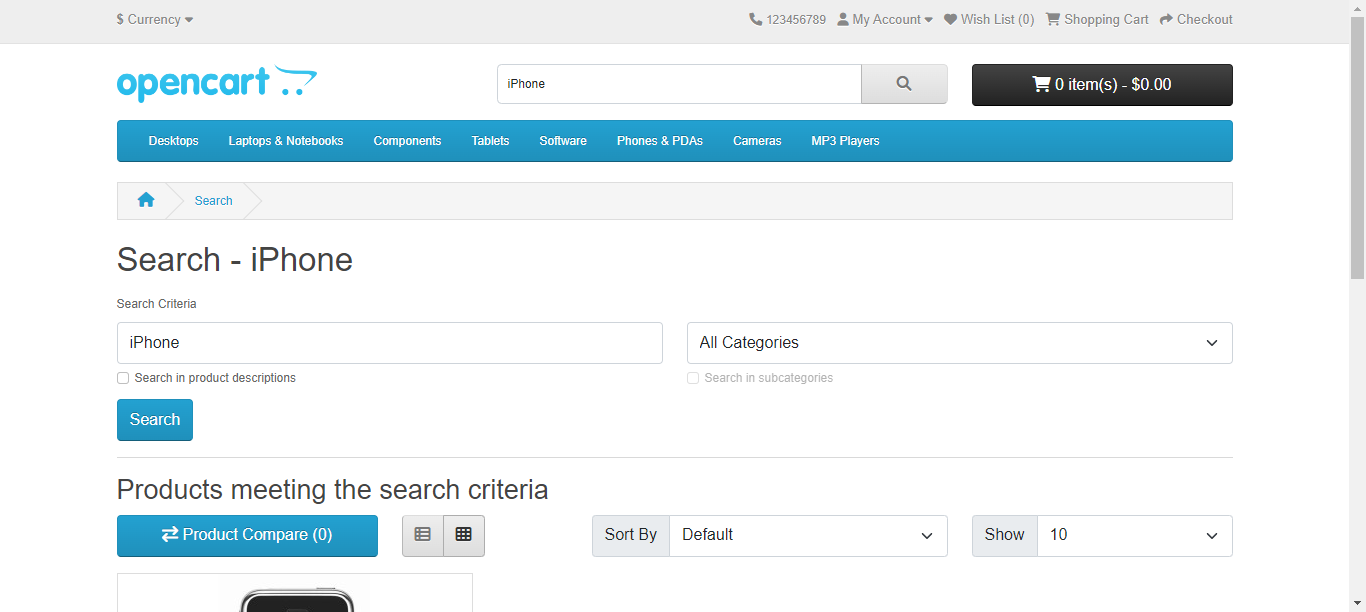 $ Currency
123456789 My Account Wish List (0) Shopping Cart Checkout
opencart
iPhone
0 item(s) - $0.00
Desktops Laptops & Notebooks Components Tablets Software Phones & PDAs Cameras MP3 Players
Search
Search - iPhone
Search Criteria
iPhone
All Categories
Search in product descriptions
Search in subcategories
Search
Products meeting the search criteria
Product Compare (0)
Sort By Default
Show 10